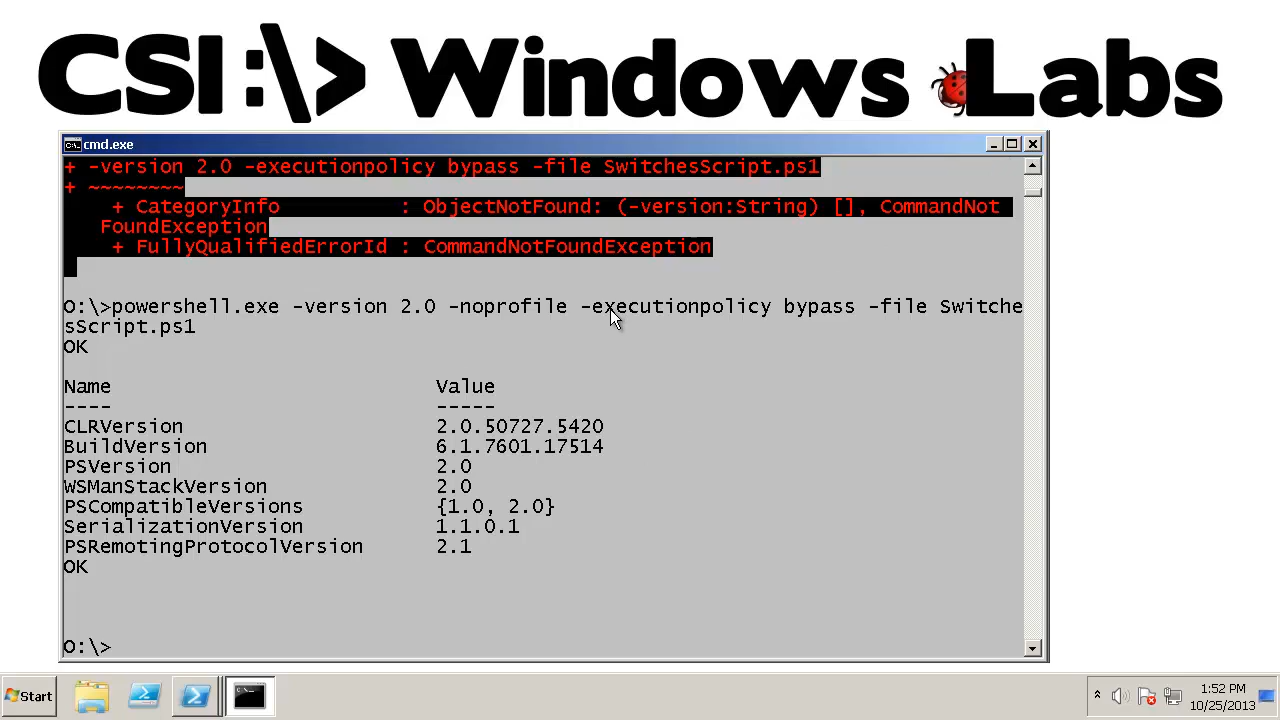 CSI:\> Windows Labs
cmd.exe
+ -version 2.0 -executionpolicy bypass -file SwitchesScript.ps1
+ ~~~~~~~~
+ CategoryInfo : ObjectNotFound: (-version:String) [], CommandNot
FoundException
+ FullyQualifiedErrorId : CommandNotFoundException
O:\>powershell.exe -version 2.0 -noprofile -executionpolicy bypass -file Switche
sScript.ps1
OK
Name Value
---- -----
CLRVersion 2.0.50727.5420
BuildVersion 6.1.7601.17514
PSVersion 2.0
WSManStackVersion 2.0
PSCompatibleVersions {1.0, 2.0}
SerializationVersion 1.1.0.1
PSRemotingProtocolVersion 2.1
OK
O:\>
Start
1:52 PM
10/25/2013